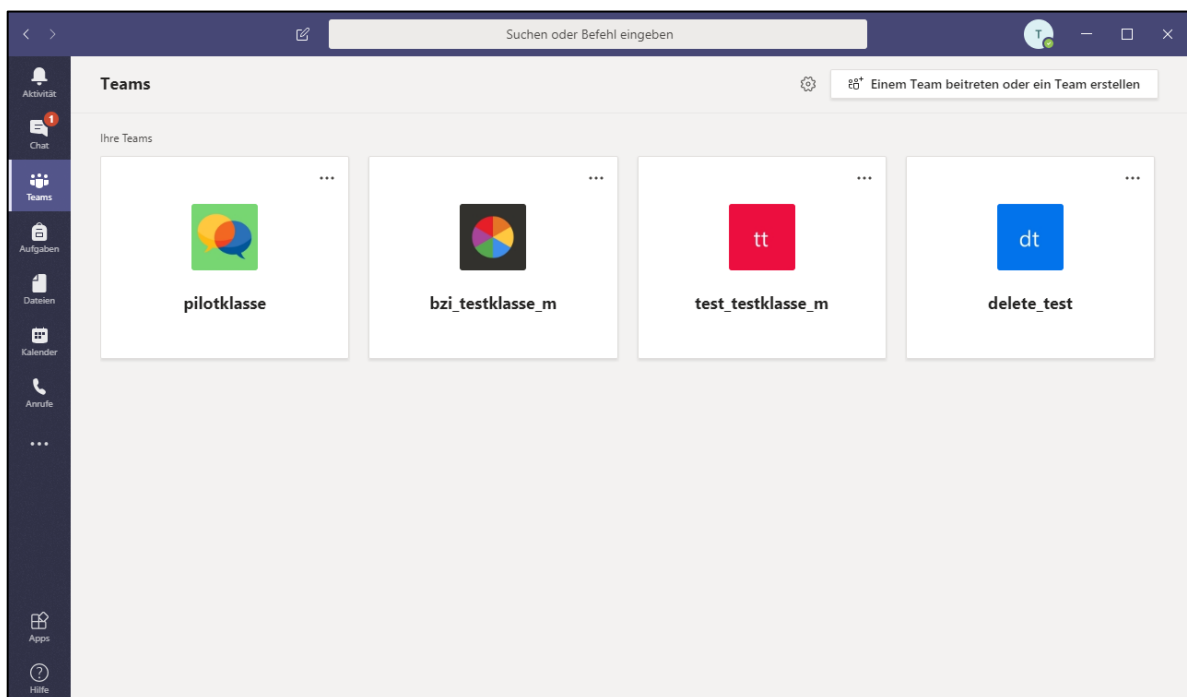 Suchen oder Befehl eingeben
T
Aktivität
1
Chat
Teams
Aufgaben
Dateien
Kalender
Anrufe
Apps
Hilfe
Teams
Einem Team beitreten oder ein Team erstellen
Ihre Teams
pilotklasse
bzi_testklasse_m
tt
test_testklasse_m
dt
delete_test